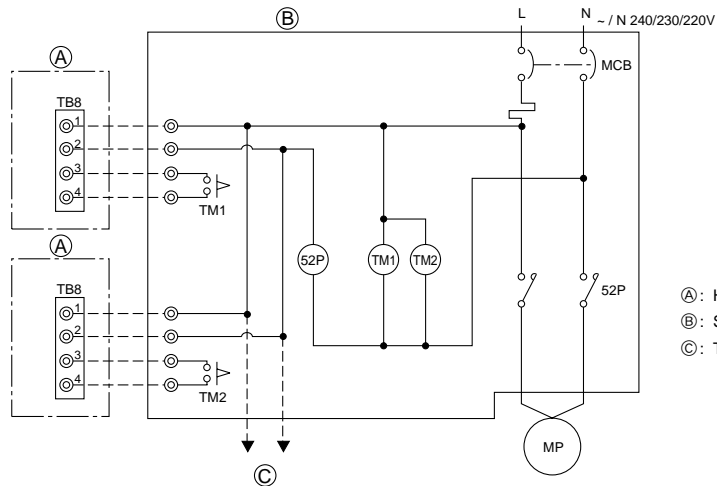 L N ~ / N 240/230/220V
B
MCB
A
TB8
1
2
3
4
TM1
A
TB8
1
2
3
4
TM2
52P
TM1
TM2
52P
MP
C
A :
B :
C :